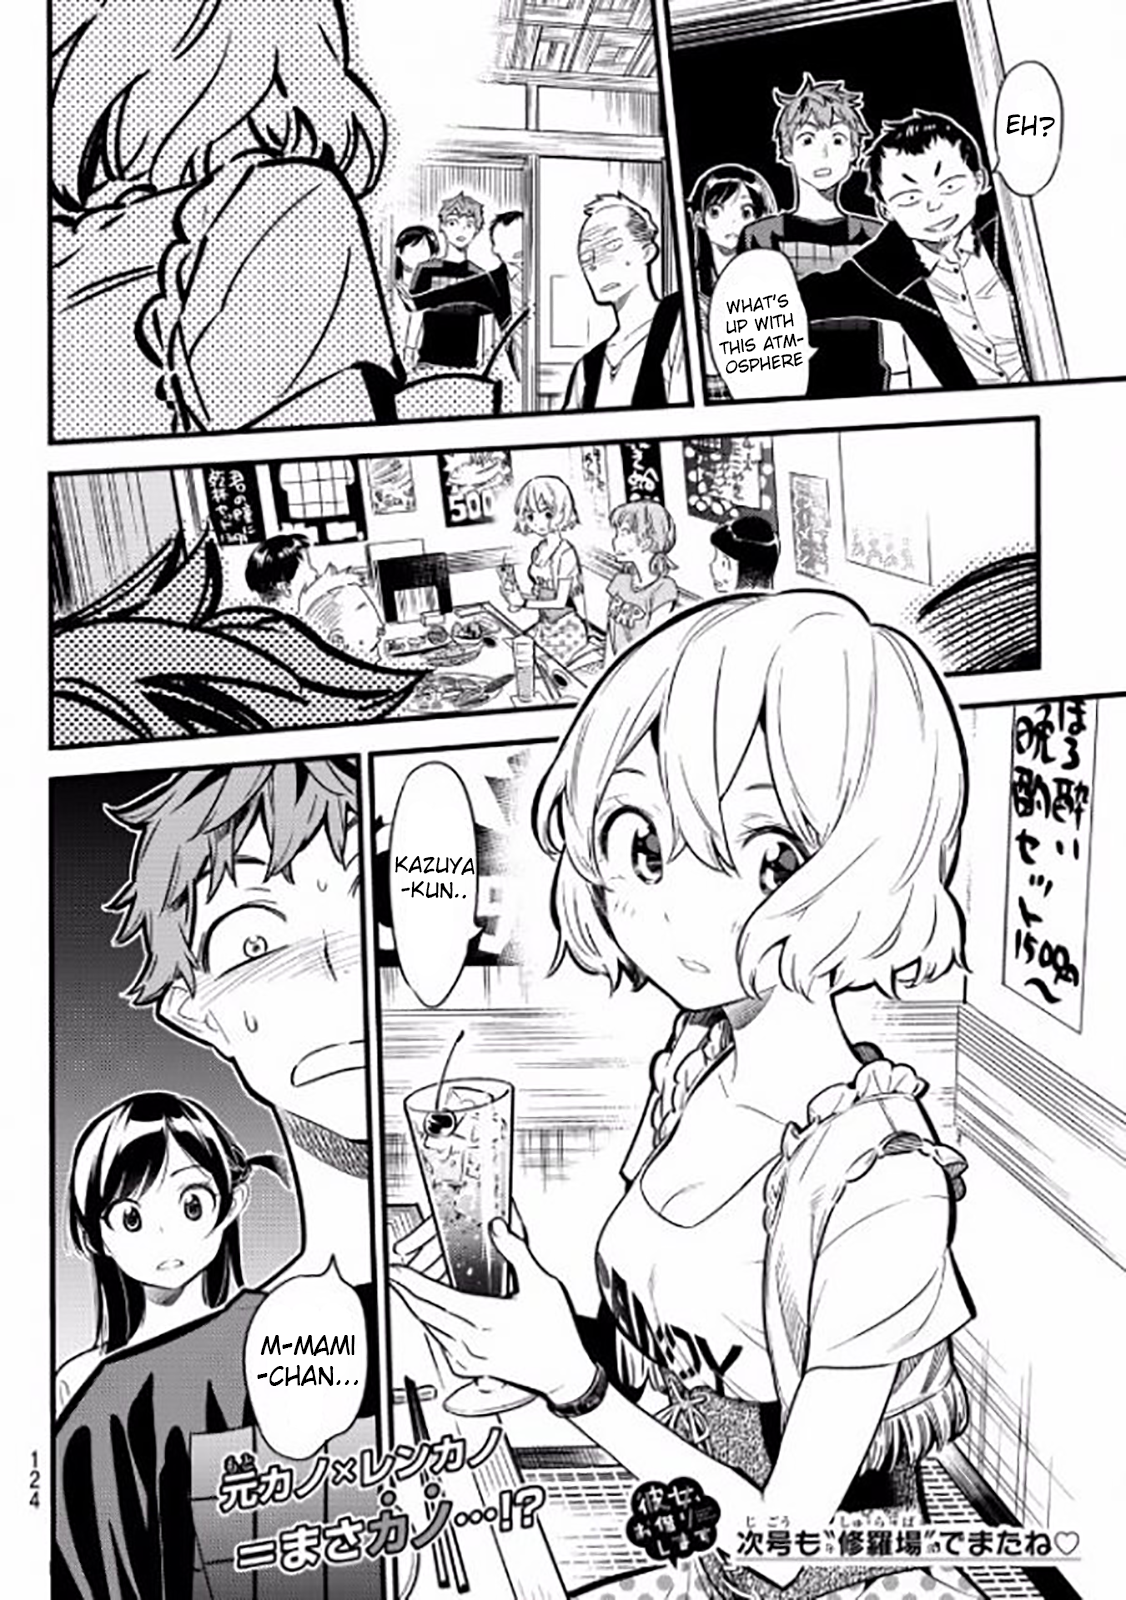 EH?
WHAT'S
UP WITH
THIS ATM-
OSPHERE
500
KAZUYA
-KUN..
ほろ酔い
晩酌セット
1500円〜
M-MAMI
-CHAN...
元カノ×レンカノ
=まさカノ…!?
彼女、
お借り
します
次号も〝修羅場〟でまたね♡
124